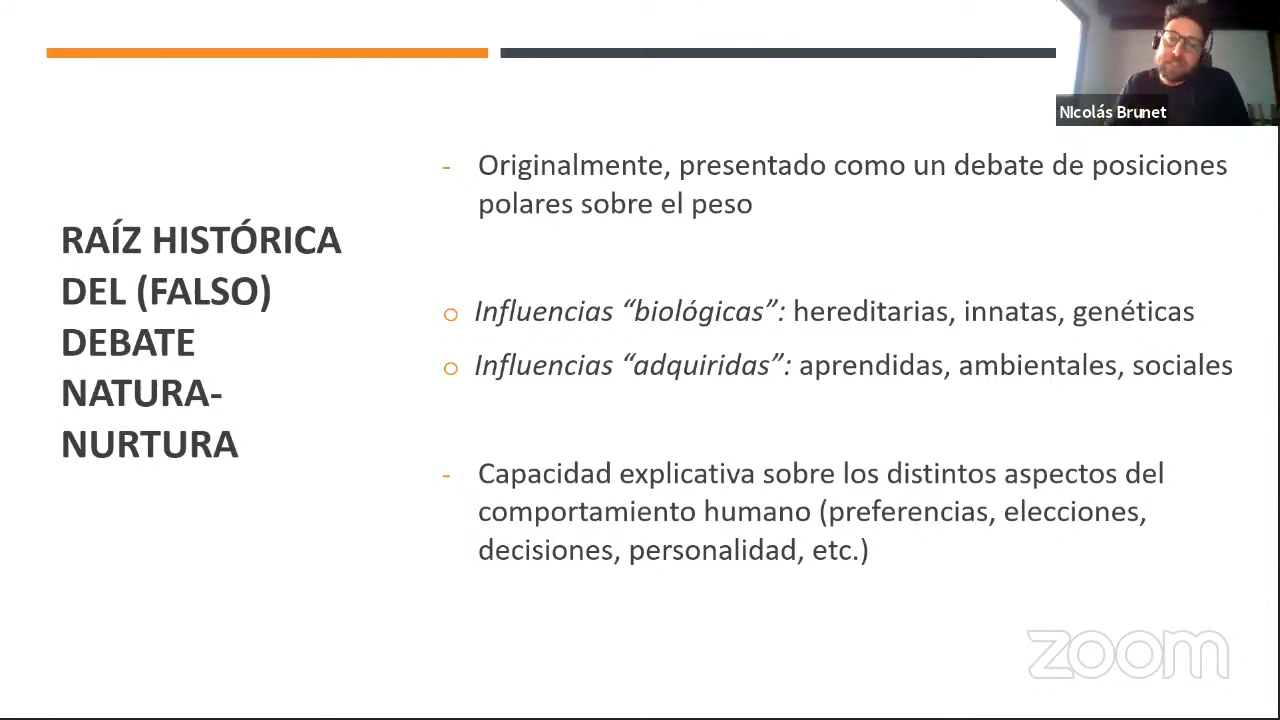 NIcolás Brunet
RAÍZ HISTÓRICA
DEL (FALSO)
DEBATE
NATURA-
NURTURA
- Originalmente, presentado como un debate de posiciones
polares sobre el peso
o Influencias “biológicas”: hereditarias, innatas, genéticas
o Influencias “adquiridas”: aprendidas, ambientales, sociales
- Capacidad explicativa sobre los distintos aspectos del
comportamiento humano (preferencias, elecciones,
decisiones, personalidad, etc.)
zoom